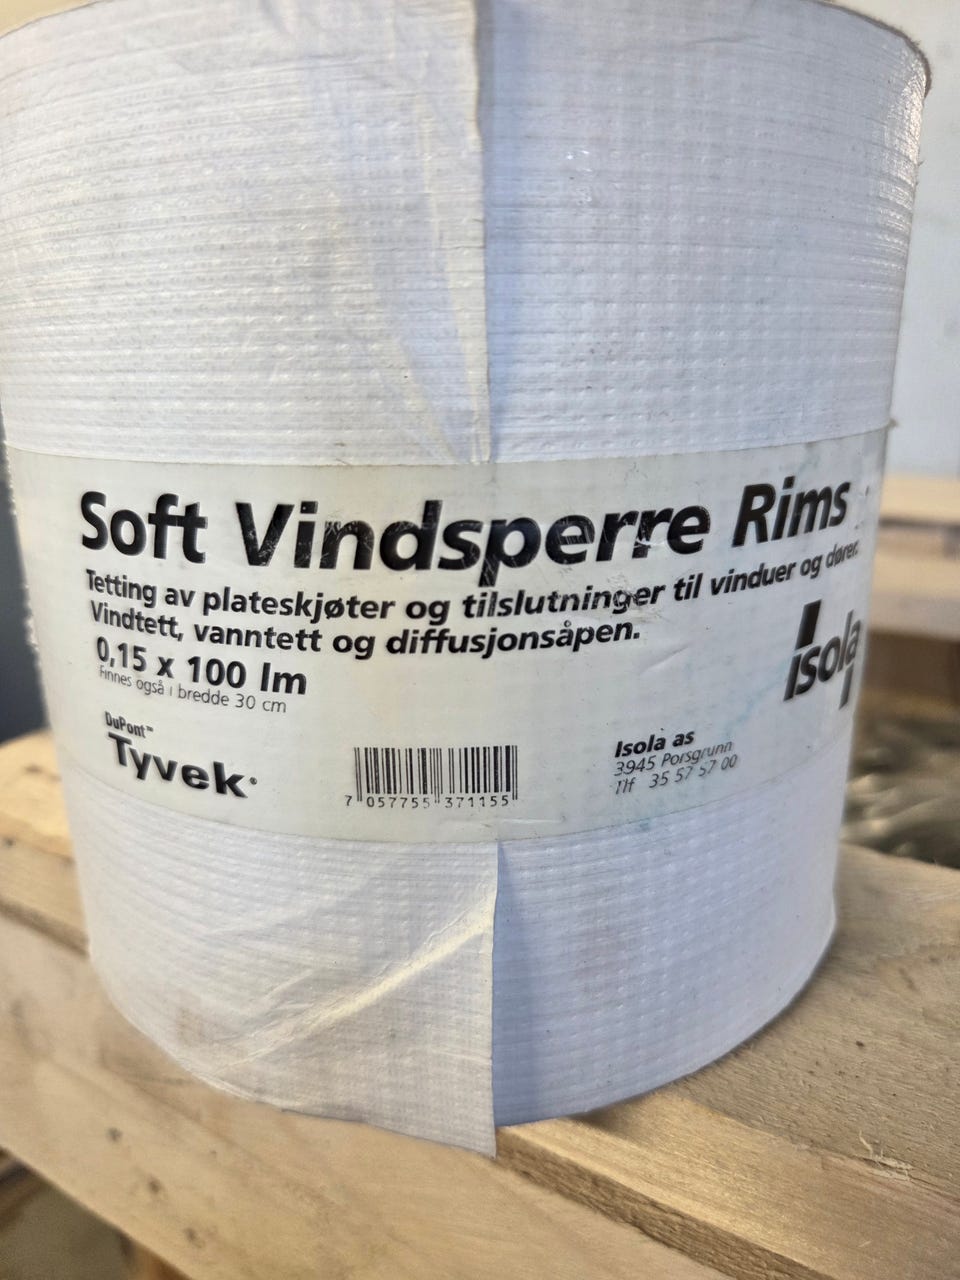 Soft Vindsperre Rims
Tetting av plateskjøter og tilslutninger til vinduer og dører.
Vindtett, vanntett og diffusjonsåpen.
0,15 x 100 lm
Finnes også i bredde 30 cm
Isola
DuPont™
Tyvek®
7 057755 371155
Isola as
3945 Porsgrunn
Tlf 35 57 57 00